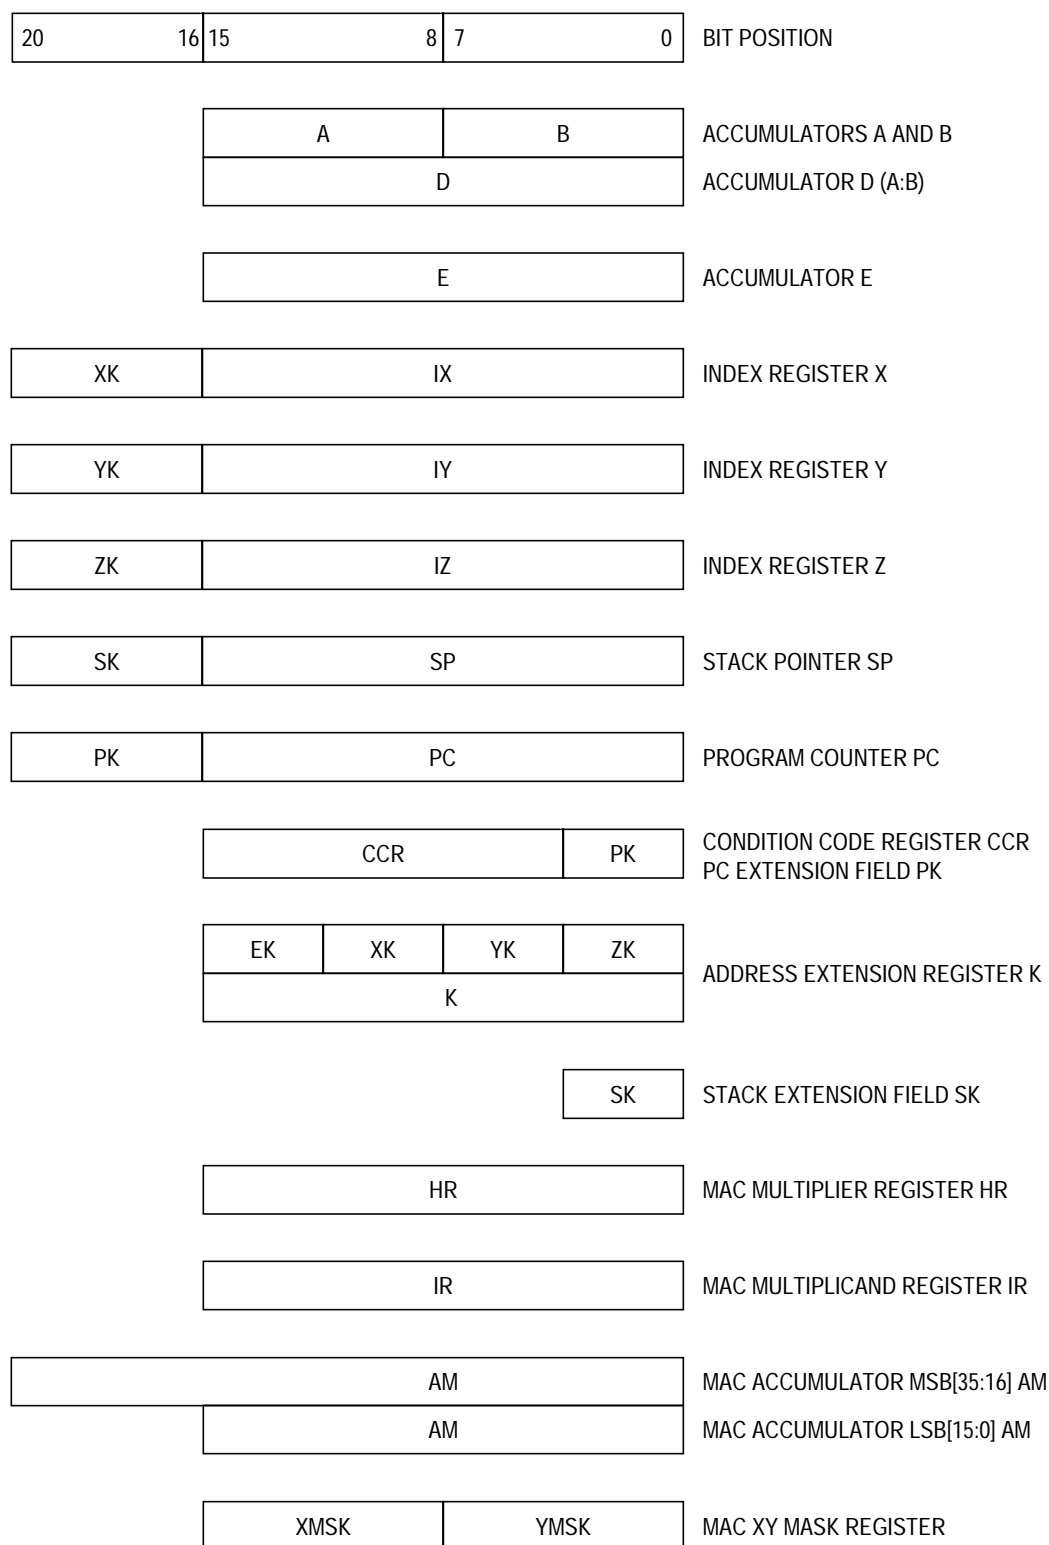 20 16 15 8 7 0 BIT POSITION
A B ACCUMULATORS A AND B
D ACCUMULATOR D (A:B)
E ACCUMULATOR E
XK IX INDEX REGISTER X
YK IY INDEX REGISTER Y
ZK IZ INDEX REGISTER Z
SK SP STACK POINTER SP
PK PC PROGRAM COUNTER PC
CCR PK CONDITION CODE REGISTER CCR
PC EXTENSION FIELD PK
EK XK YK ZK
ADDRESS EXTENSION REGISTER K
K
SK STACK EXTENSION FIELD SK
HR MAC MULTIPLIER REGISTER HR
IR MAC MULTIPLICAND REGISTER IR
AM MAC ACCUMULATOR MSB[35:16] AM
AM MAC ACCUMULATOR LSB[15:0] AM
XMSK YMSK MAC XY MASK REGISTER